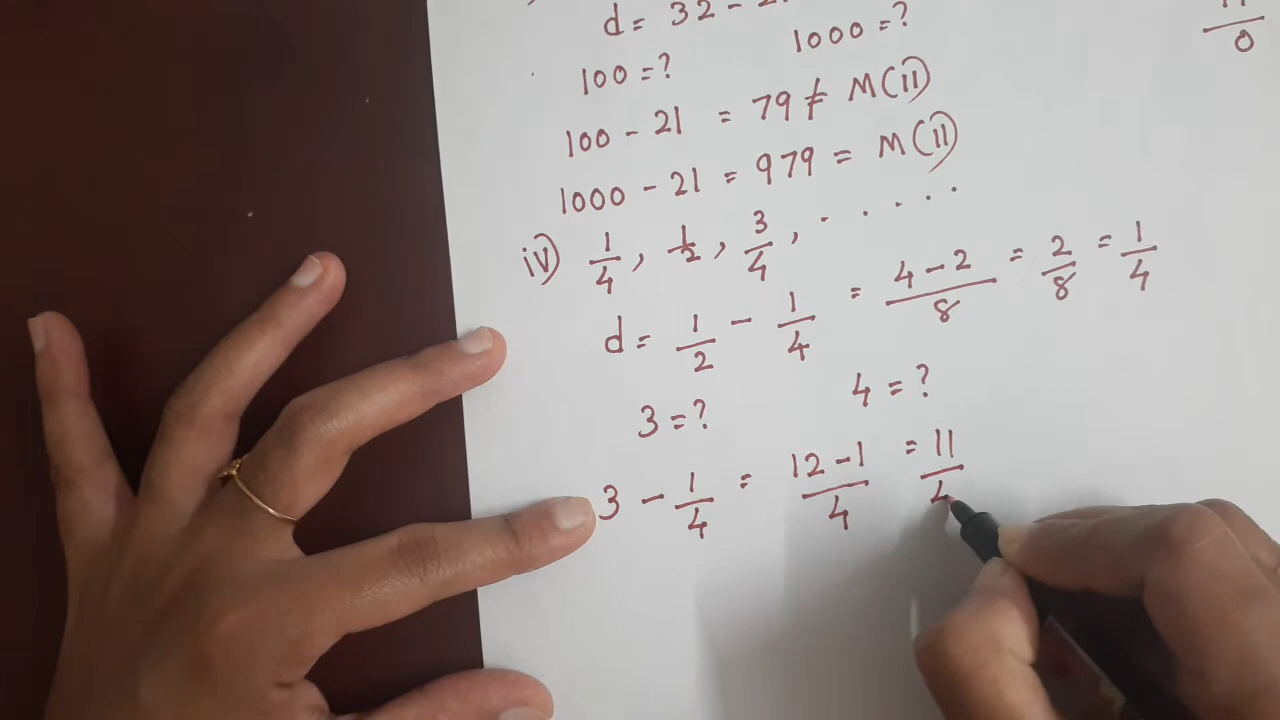 d = 32 - 2
100 = ? 1000 = ?
100 - 21 = 79 ≠ M(11)
1000 - 21 = 979 = M(11)
iv) 1/4, 1/2, 3/4, . . . . .
d = 1/2 - 1/4 = (4-2)/8 = 2/8 = 1/4
3 = ? 4 = ?
3 - 1/4 = (12-1)/4 = 11/4
0